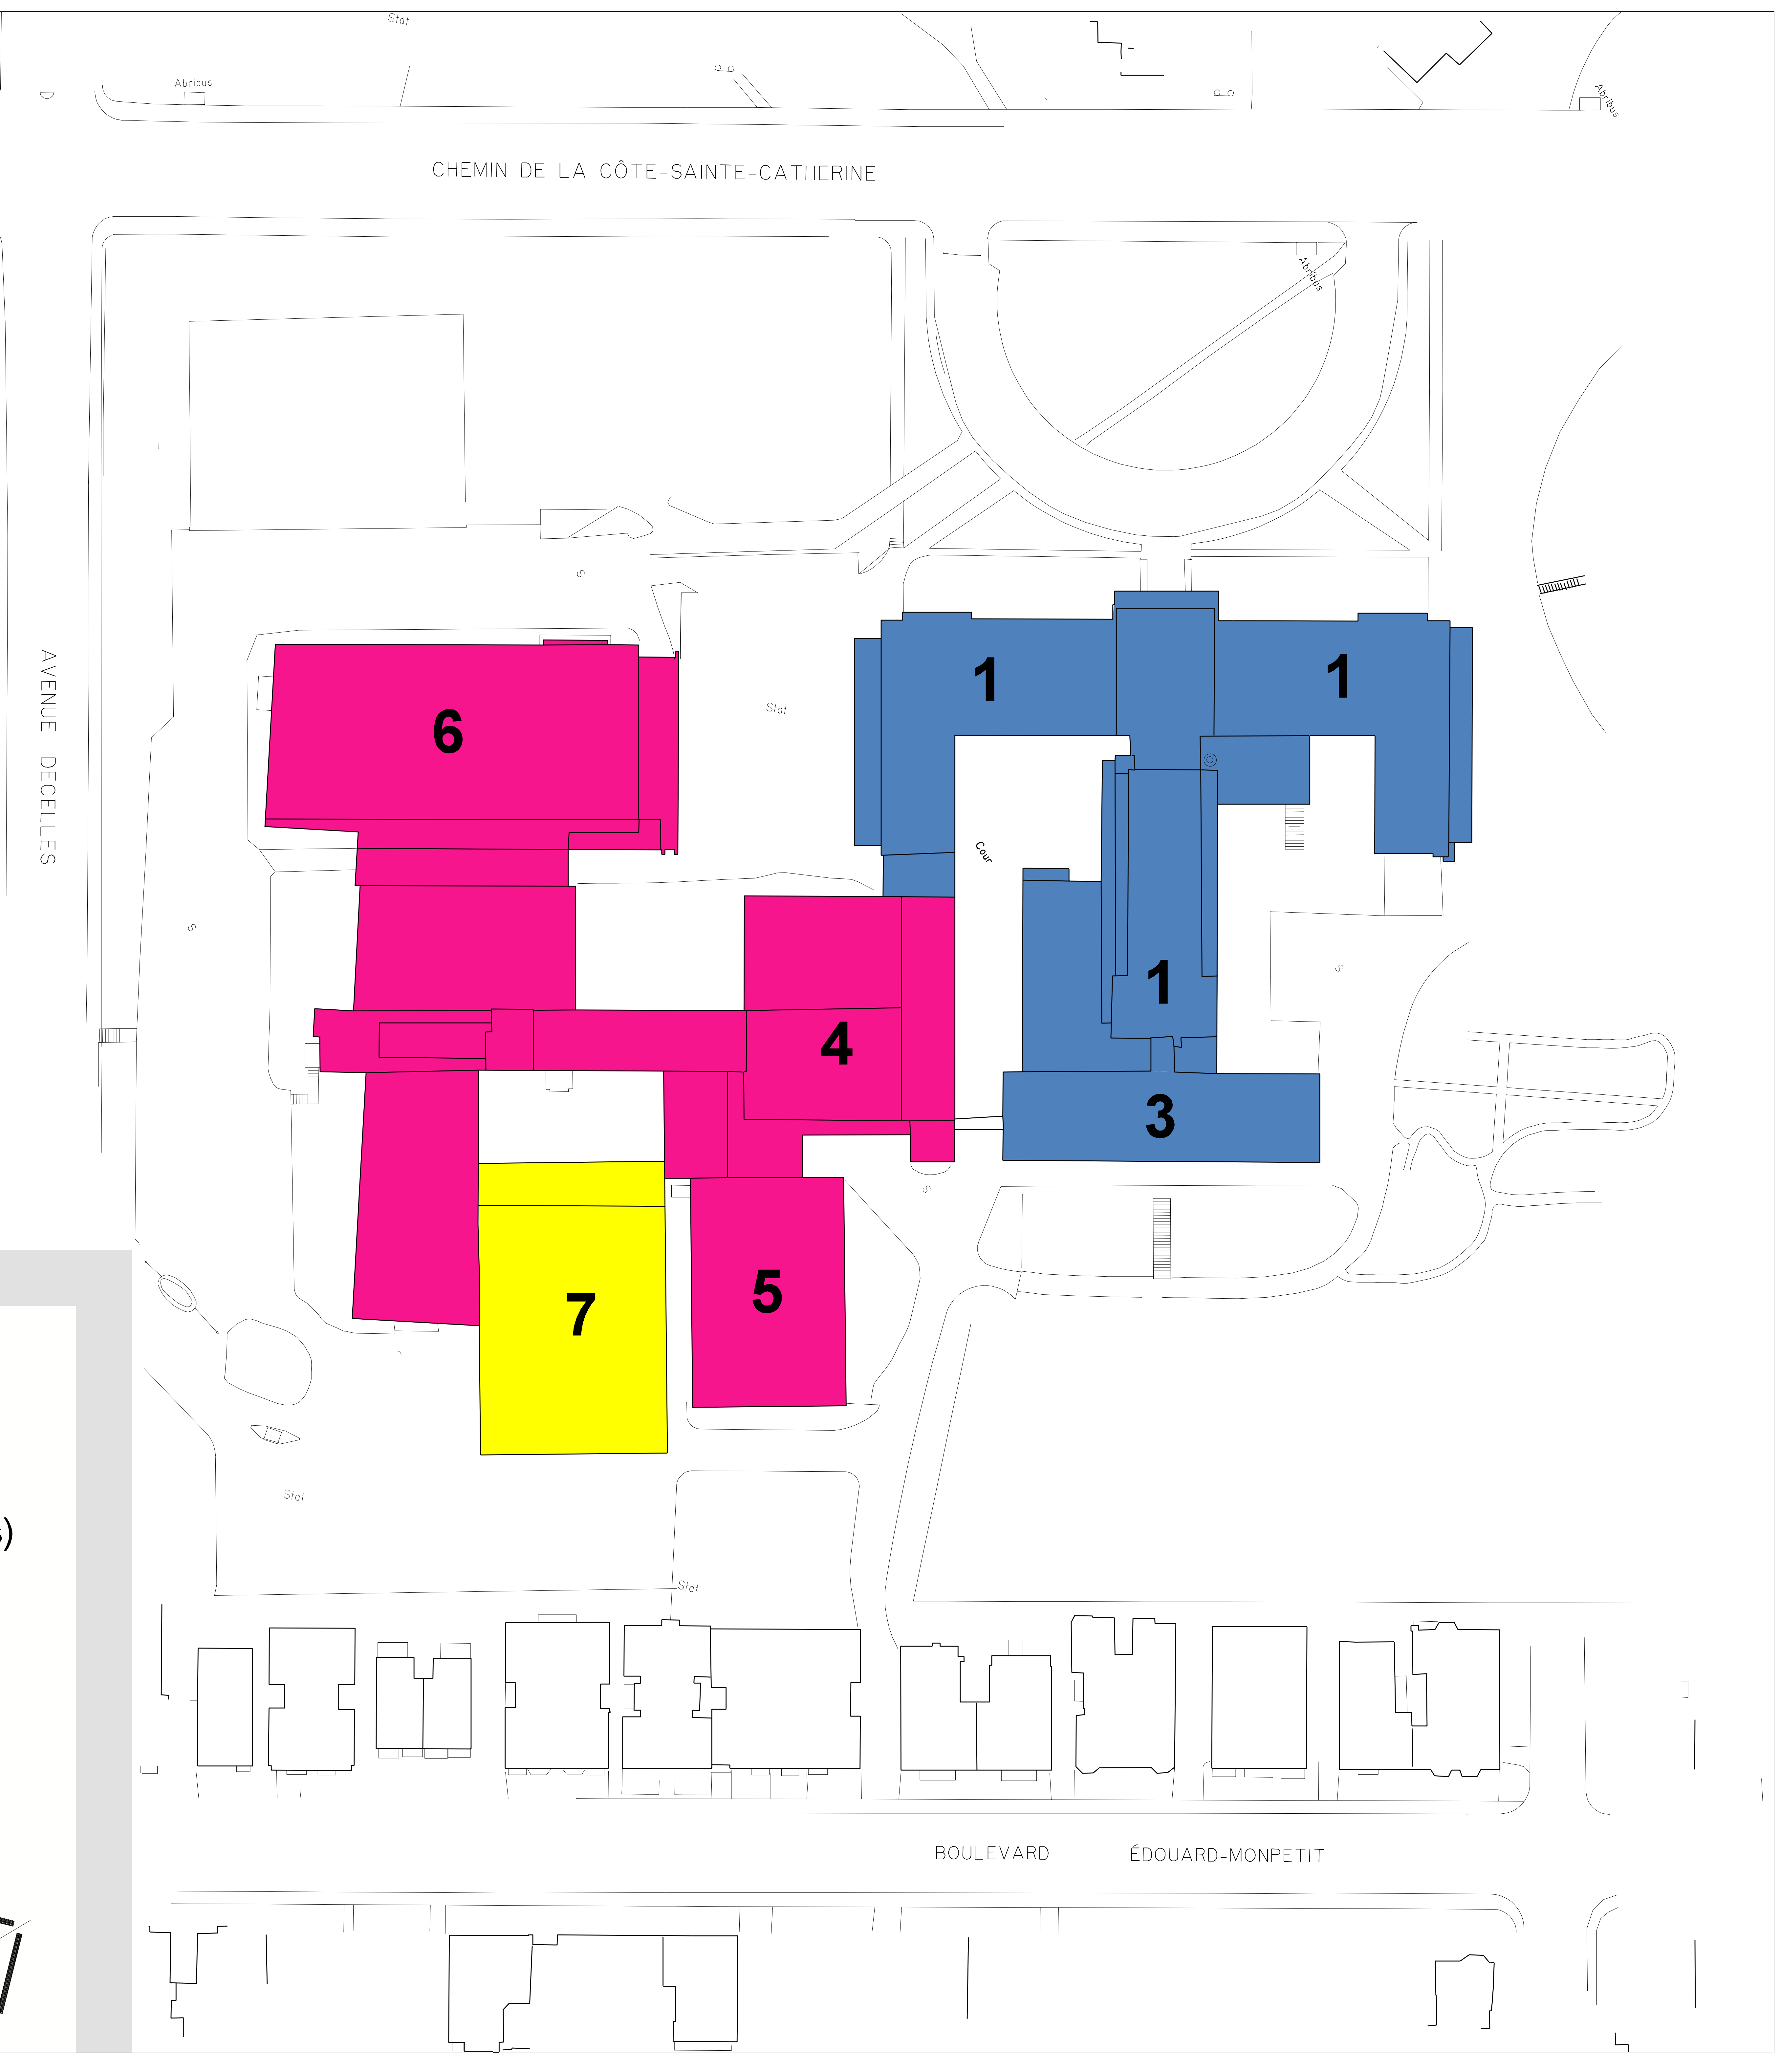 Stat
Abribus
Abribus
CHEMIN DE LA CÔTE-SAINTE-CATHERINE
Abribus
S
AVENUE DECELLES
6
Stat
1
1
Cour
S
1
S
4
3
S
7
5
Stat
s)
Stat
BOULEVARD ÉDOUARD-MONPETIT